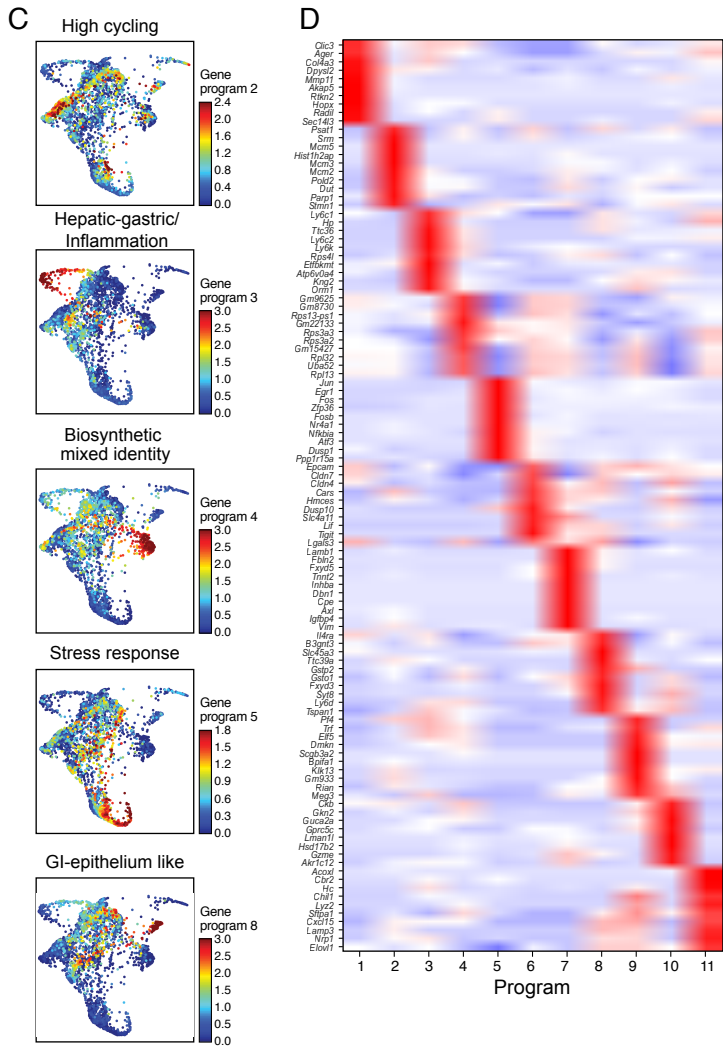 C
High cycling
Gene
program 2
2.4
2.0
1.6
1.2
0.8
0.4
0.0
Hepatic-gastric/
Inflammation
Gene
program 3
3.0
2.5
2.0
1.5
1.0
0.5
0.0
Biosynthetic
mixed identity
Gene
program 4
3.0
2.5
2.0
1.5
1.0
0.5
0.0
Stress response
Gene
program 5
1.8
1.5
1.2
0.9
0.6
0.3
0.0
GI-epithelium like
Gene
program 8
3.0
2.5
2.0
1.5
1.0
0.5
0.0
D
Clic3
Ager
Col4a3
Dpysl2
Mmp11
Akap5
Rtkn2
Hopx
Radil
Sec14l3
Psat1
Srm
Mcm5
Hist1h2ap
Mcm3
Mcm2
Pold2
Dut
Parp1
Stmn1
Ly6c1
Hp
Ttc36
Ly6c2
Ly6k
Rps4l
Etfbkmt
Atp6v0a4
Kng2
Orm1
Gm9625
Gm8730
Rps13-ps1
Gm22133
Rps3a3
Rps3a2
Gm15427
Rpl32
Uba52
Rpl13
Jun
Egr1
Fos
Zfp36
Fosb
Nr4a1
Nfkbia
Atf3
Dusp1
Ppp1r15a
Epcam
Cldn7
Cldn4
Cars
Hmces
Dusp10
Slc4a11
Lif
Tigit
Lgals3
Lamb1
Fbln2
Fxyd5
Tnnt2
Inhba
Dbn1
Cpe
Axl
Igfbp4
Vim
Il4ra
B3gnt3
Slc45a3
Ttc39a
Gstp2
Gsto1
Fxyd3
Syt8
Ly6d
Tspan1
Pf4
Trf
Elf5
Dmkn
Scgb3a2
Bpifa1
Klk13
Gm933
Rian
Meg3
Ckb
Gkn2
Guca2a
Gprc5c
Lman1l
Hsd17b2
Gzme
Akr1c12
Acoxl
Cbr2
Hc
Chil1
Lyz2
Sftpa1
Cxcl15
Lamp3
Nrp1
Elovl1
1 2 3 4 5 6 7 8 9 10 11
Program